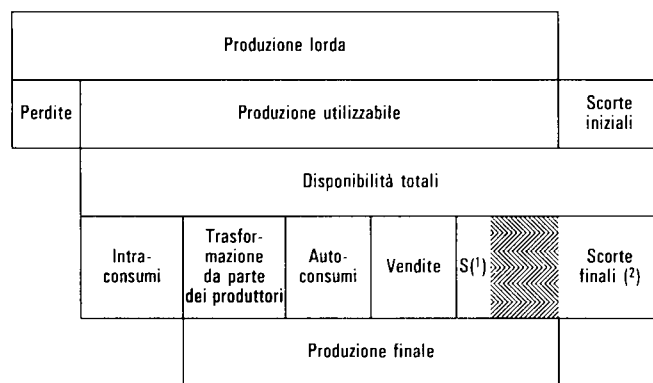 Produzione lorda
Perdite
Produzione utilizzabile
Scorte
iniziali
Disponibilità totali
Intra-
consumi
Trasfor-
mazione
da parte
dei produttori
Auto-
consumi
Vendite
S(¹)
Scorte
finali (²)
Produzione finale